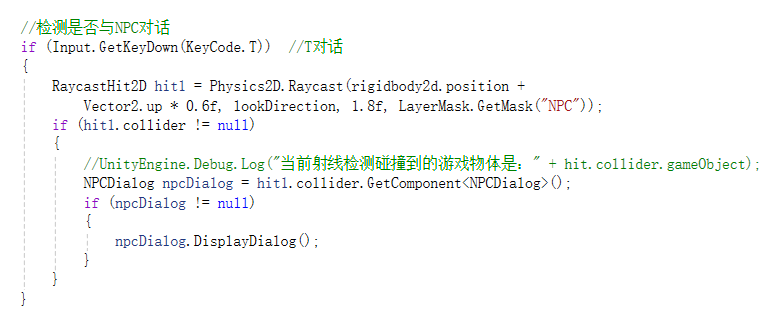 //检测是否与NPC对话
if (Input.GetKeyDown(KeyCode.T))  //T对话
{
RaycastHit2D hit1 = Physics2D.Raycast(rigidbody2d.position +
Vector2.up * 0.6f, lookDirection, 1.8f, LayerMask.GetMask("NPC"));
if (hit1.collider != null)
{
//UnityEngine.Debug.Log("当前射线检测碰撞到的游戏物体是：" + hit.collider.gameObject);
NPCDialog npcDialog = hit1.collider.GetComponent<NPCDialog>();
if (npcDialog != null)
{
npcDialog.DisplayDialog();
}
}
}